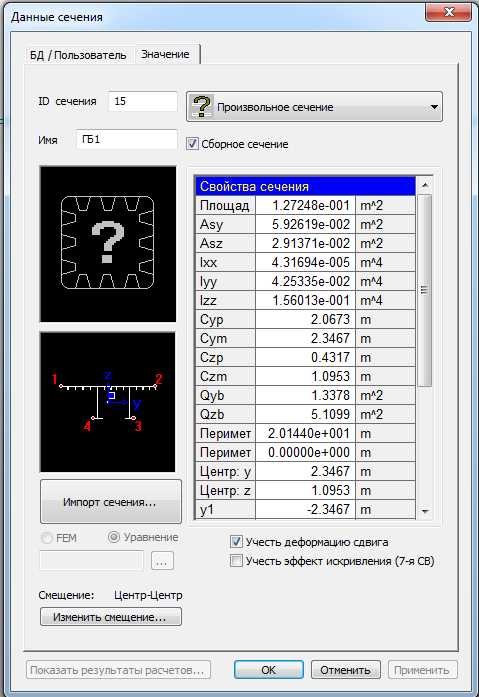 Данные сечения
БД / Пользователь Значение
ID сечения 15 Произвольное сечение
Имя ГБ1 Сборное сечение
Свойства сечения
Площад 1.27248e-001 m^2
Asy 5.92619e-002 m^2
Asz 2.91371e-002 m^2
Ixx 4.31694e-005 m^4
Iyy 4.25335e-002 m^4
Izz 1.56013e-001 m^4
Cyp 2.0673 m
Cym 2.3467 m
Czp 0.4317 m
Czm 1.0953 m
Qyb 1.3378 m^2
Qzb 5.1099 m^2
Перимет 2.01440e+001 m
Перимет 0.00000e+000 m
Центр: y 2.3467 m
Центр: z 1.0953 m
y1 -2.3467 m
?
1 2
z
y
4 3
Импорт сечения...
FEM Уравнение
...
Учесть деформацию сдвига
Учесть эффект искривления (7-я СВ)
Смещение: Центр-Центр
Изменить смещение...
Показать результаты расчетов...
OK Отменить Применить